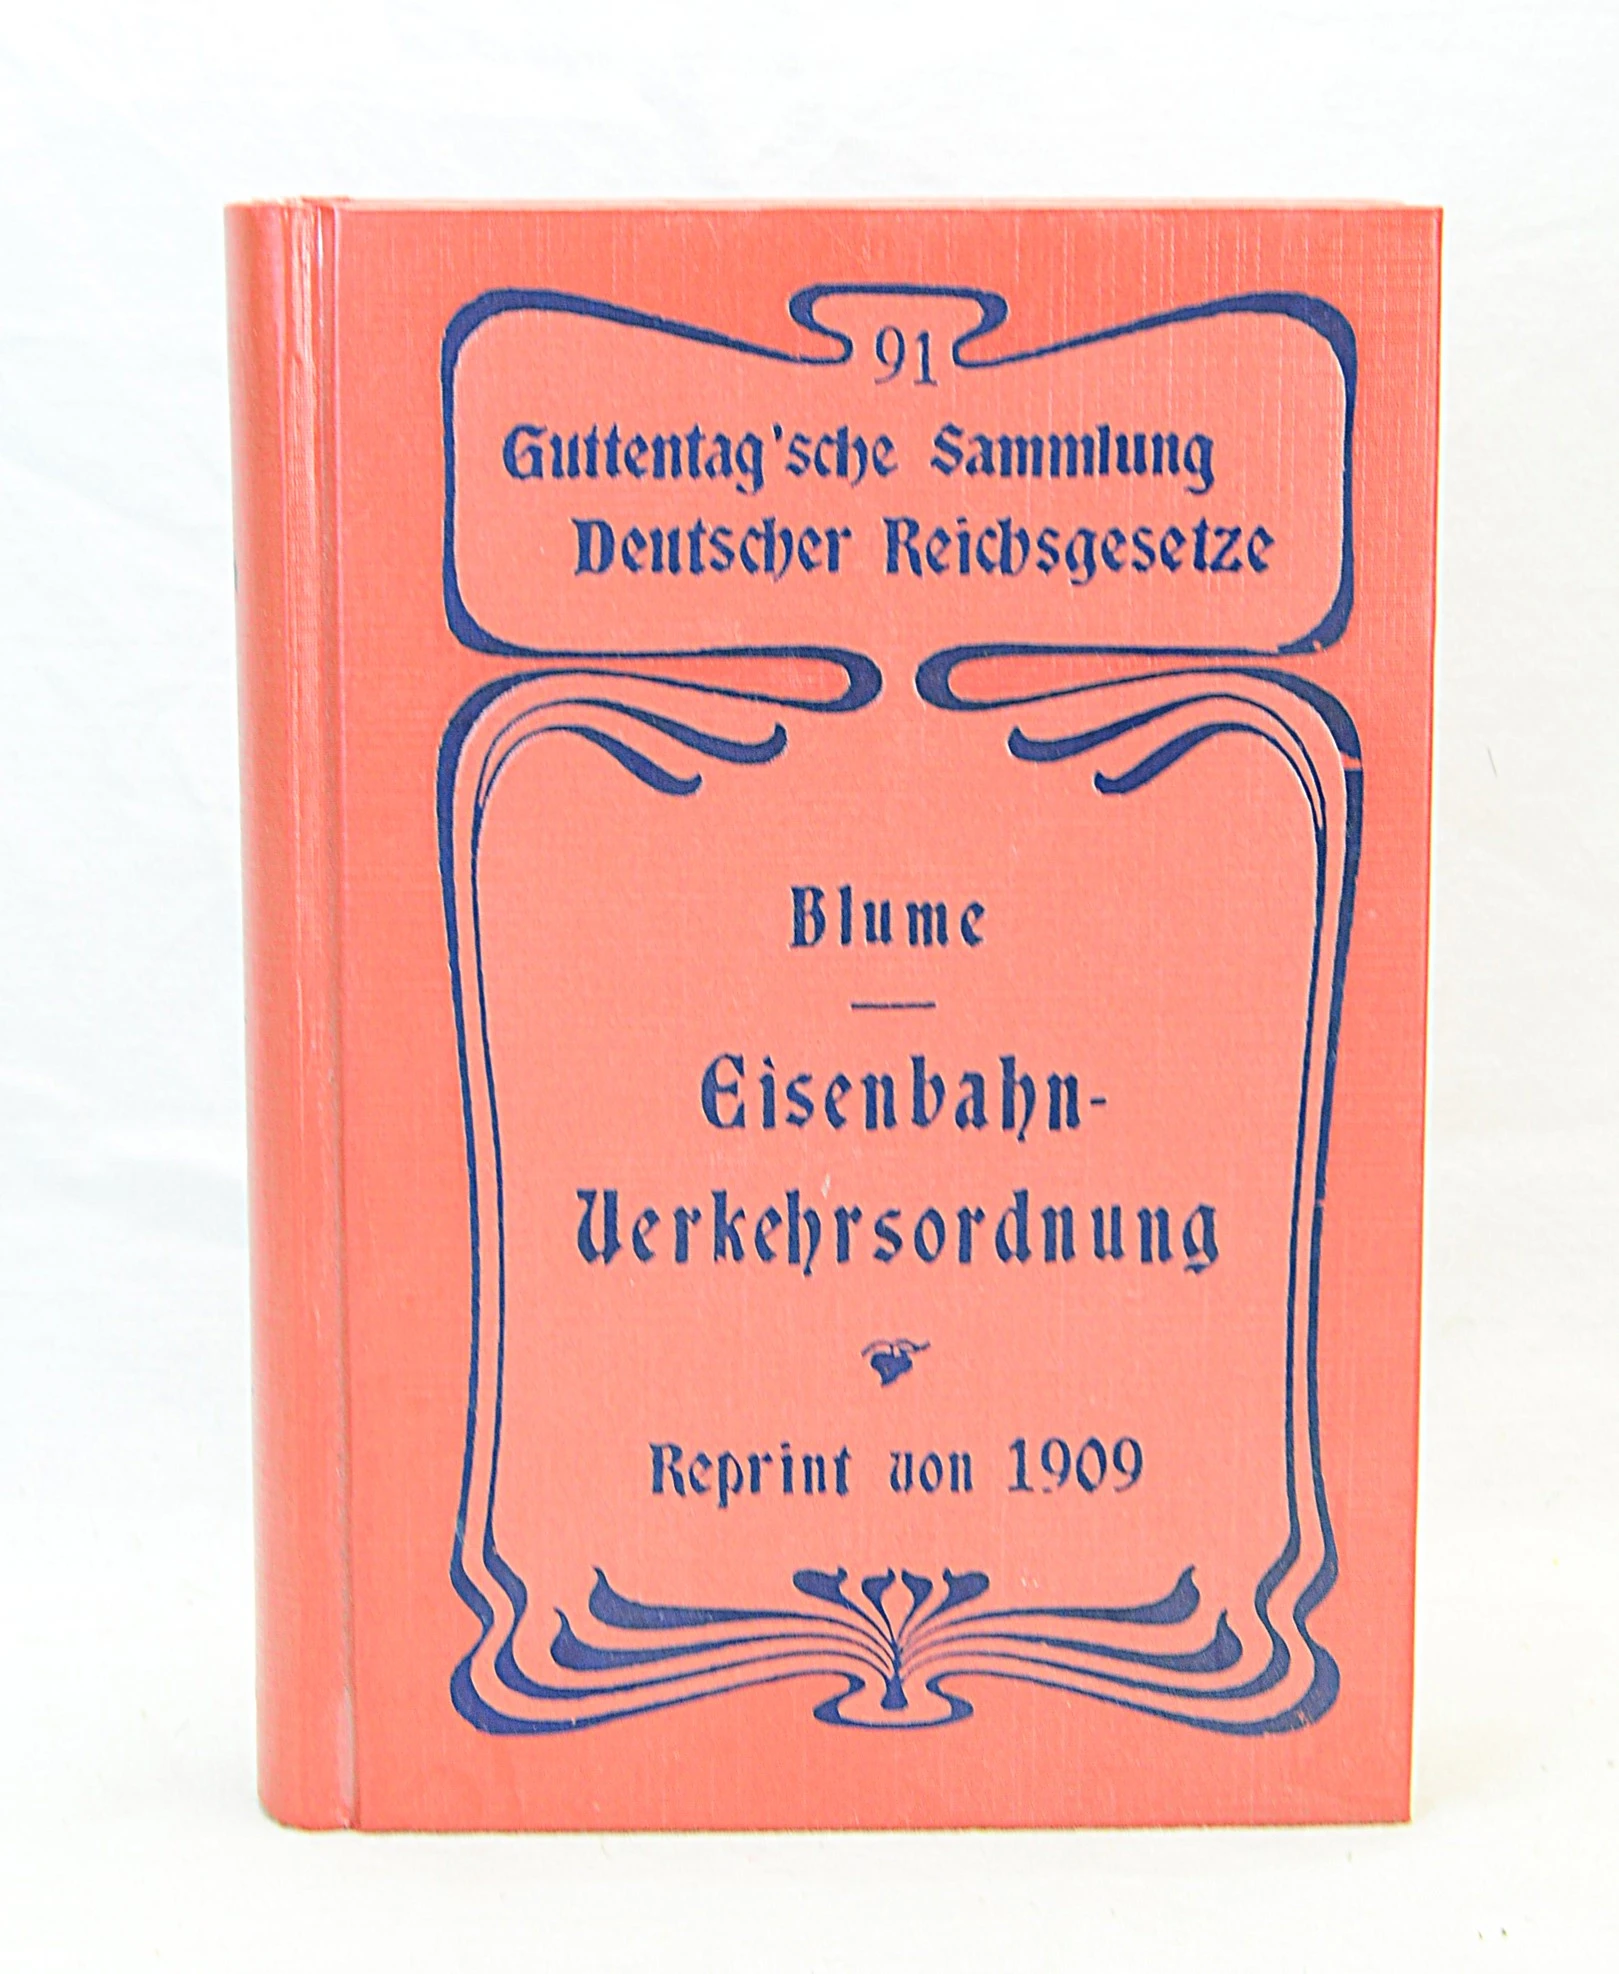 91
Guttentag'sche Sammlung
Deutscher Reichsgesetze
Blume
Eisenbahn-
Verkehrsordnung
Reprint von 1909